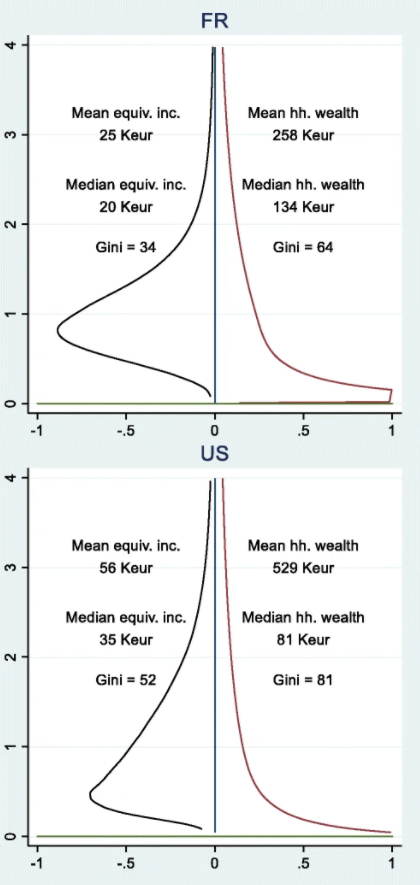 FR
4
Mean equiv. inc. Mean hh. wealth
25 Keur 258 Keur
3
Median equiv. inc. Median hh. wealth
20 Keur 134 Keur
2
Gini = 34 Gini = 64
1
0
-1 -.5 0 .5 1
US
4
Mean equiv. inc. Mean hh. wealth
56 Keur 529 Keur
3
Median equiv. inc. Median hh. wealth
35 Keur 81 Keur
2
Gini = 52 Gini = 81
1
0
-1 -.5 0 .5 1